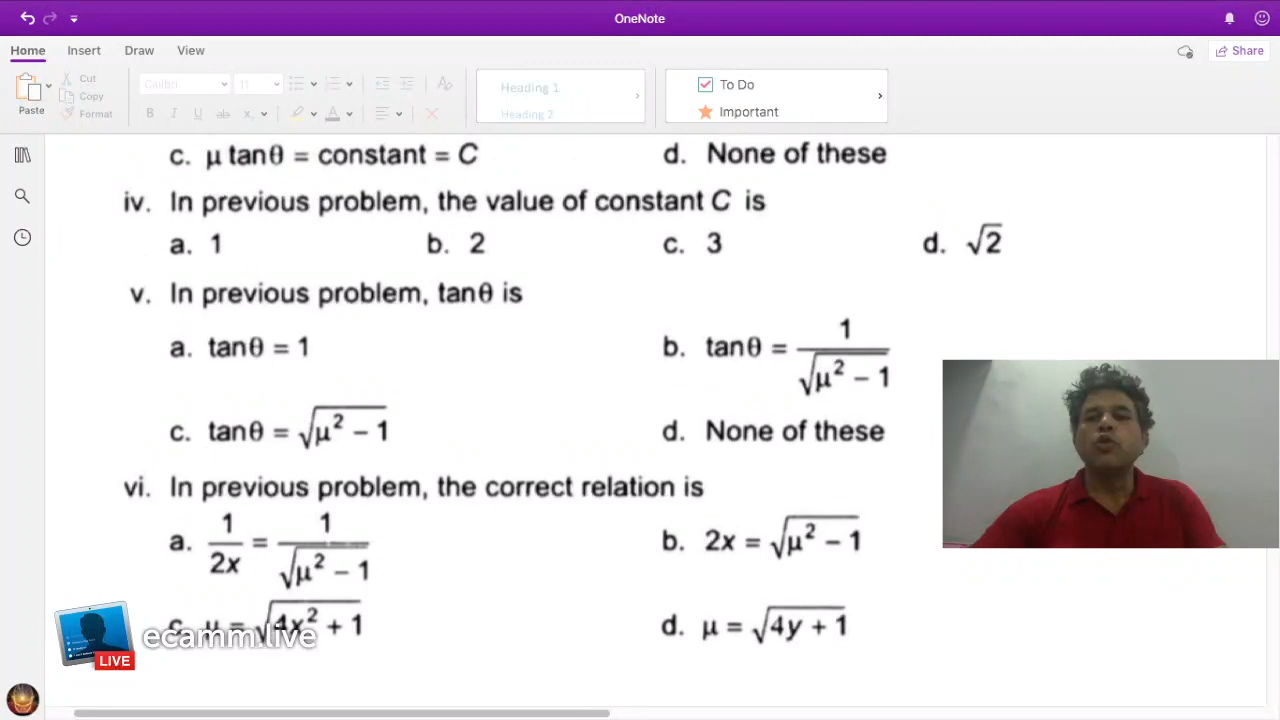 OneNote
Home Insert Draw View
Share
Paste
Cut
Copy
Format
Calibri 11
B I U ab x
A
Heading 1
Heading 2
To Do
Important
c. μ tanθ = constant = C d. None of these
iv. In previous problem, the value of constant C is
a. 1 b. 2 c. 3 d. √2
v. In previous problem, tanθ is
a. tanθ = 1 b. tanθ = 1/√(μ² − 1)
c. tanθ = √(μ² − 1) d. None of these
vi. In previous problem, the correct relation is
a. 1/2x = 1/√(μ² − 1) b. 2x = √(μ² − 1)
c. μ = √(4x² + 1) d. μ = √(4y + 1)
ecamm.live
LIVE